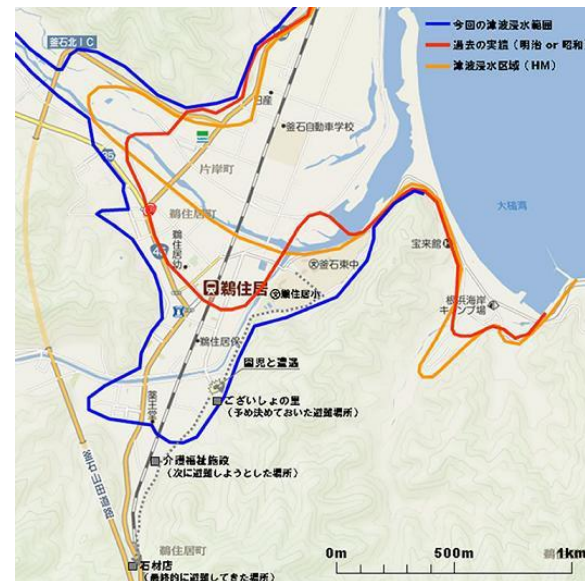 今回の津波浸水範囲
過去の実績(明治 or 昭和
津波浸水区域(HM)
釜石北IC
日産
釜石自動車学校
片岸町
大槌湾
鵜住居町
45
宝来館
鵜住居幼
釜石東中
鵜住居
鵜住居小
根浜海岸
キャンプ場
鵜住居保
園児と遭遇
薬王堂
ございしょの里
(予め決めておいた避難場所)
介護福祉施設
(次に避難しようとした場所)
釜石山田道路
鵜住居町
石材店
(最終的に避難してきた場所)
0m
500m
1km